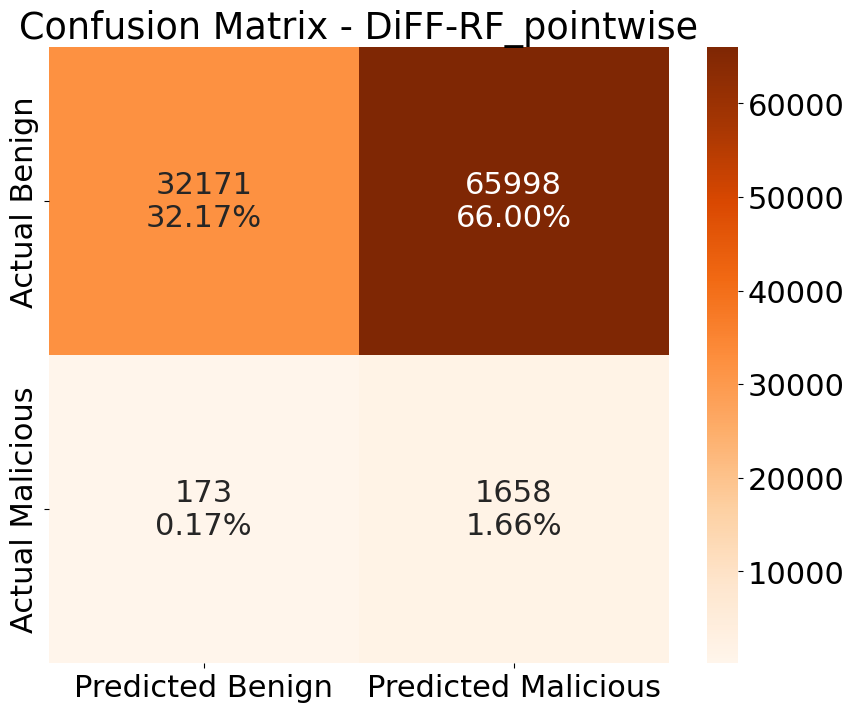 Confusion Matrix - DiFF-RF_pointwise
Actual Benign
32171
32.17%
65998
66.00%
Actual Malicious
173
0.17%
1658
1.66%
Predicted Benign
Predicted Malicious
60000
50000
40000
30000
20000
10000